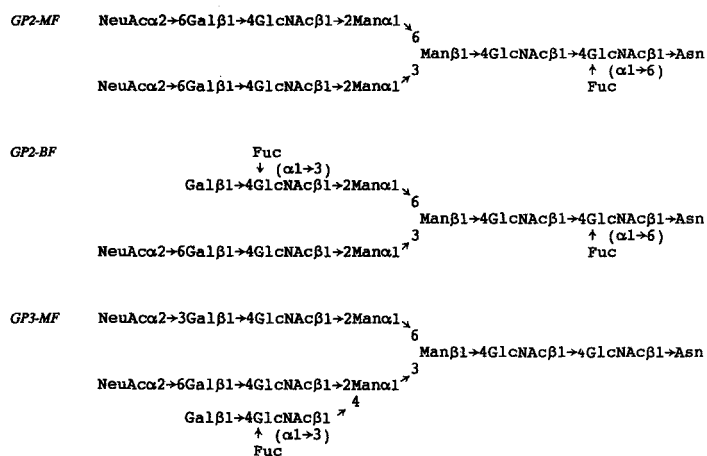 GP2-MF NeuAcα2→6Galβ1→4GlcNAcβ1→2Manα1↘
6
Manβ1→4GlcNAcβ1→4GlcNAcβ1→Asn
3 ↑ (α1→6)
NeuAcα2→6Galβ1→4GlcNAcβ1→2Manα1↗ Fuc
Fuc
GP2-BF ↓ (α1→3)
Galβ1→4GlcNAcβ1→2Manα1↘
6
Manβ1→4GlcNAcβ1→4GlcNAcβ1→Asn
3 ↑ (α1→6)
NeuAcα2→6Galβ1→4GlcNAcβ1→2Manα1↗ Fuc
GP3-MF NeuAcα2→3Galβ1→4GlcNAcβ1→2Manα1↘
6
Manβ1→4GlcNAcβ1→4GlcNAcβ1→Asn
3
NeuAcα2→6Galβ1→4GlcNAcβ1→2Manα1↗
4
Galβ1→4GlcNAcβ1↗
↑ (α1→3)
Fuc